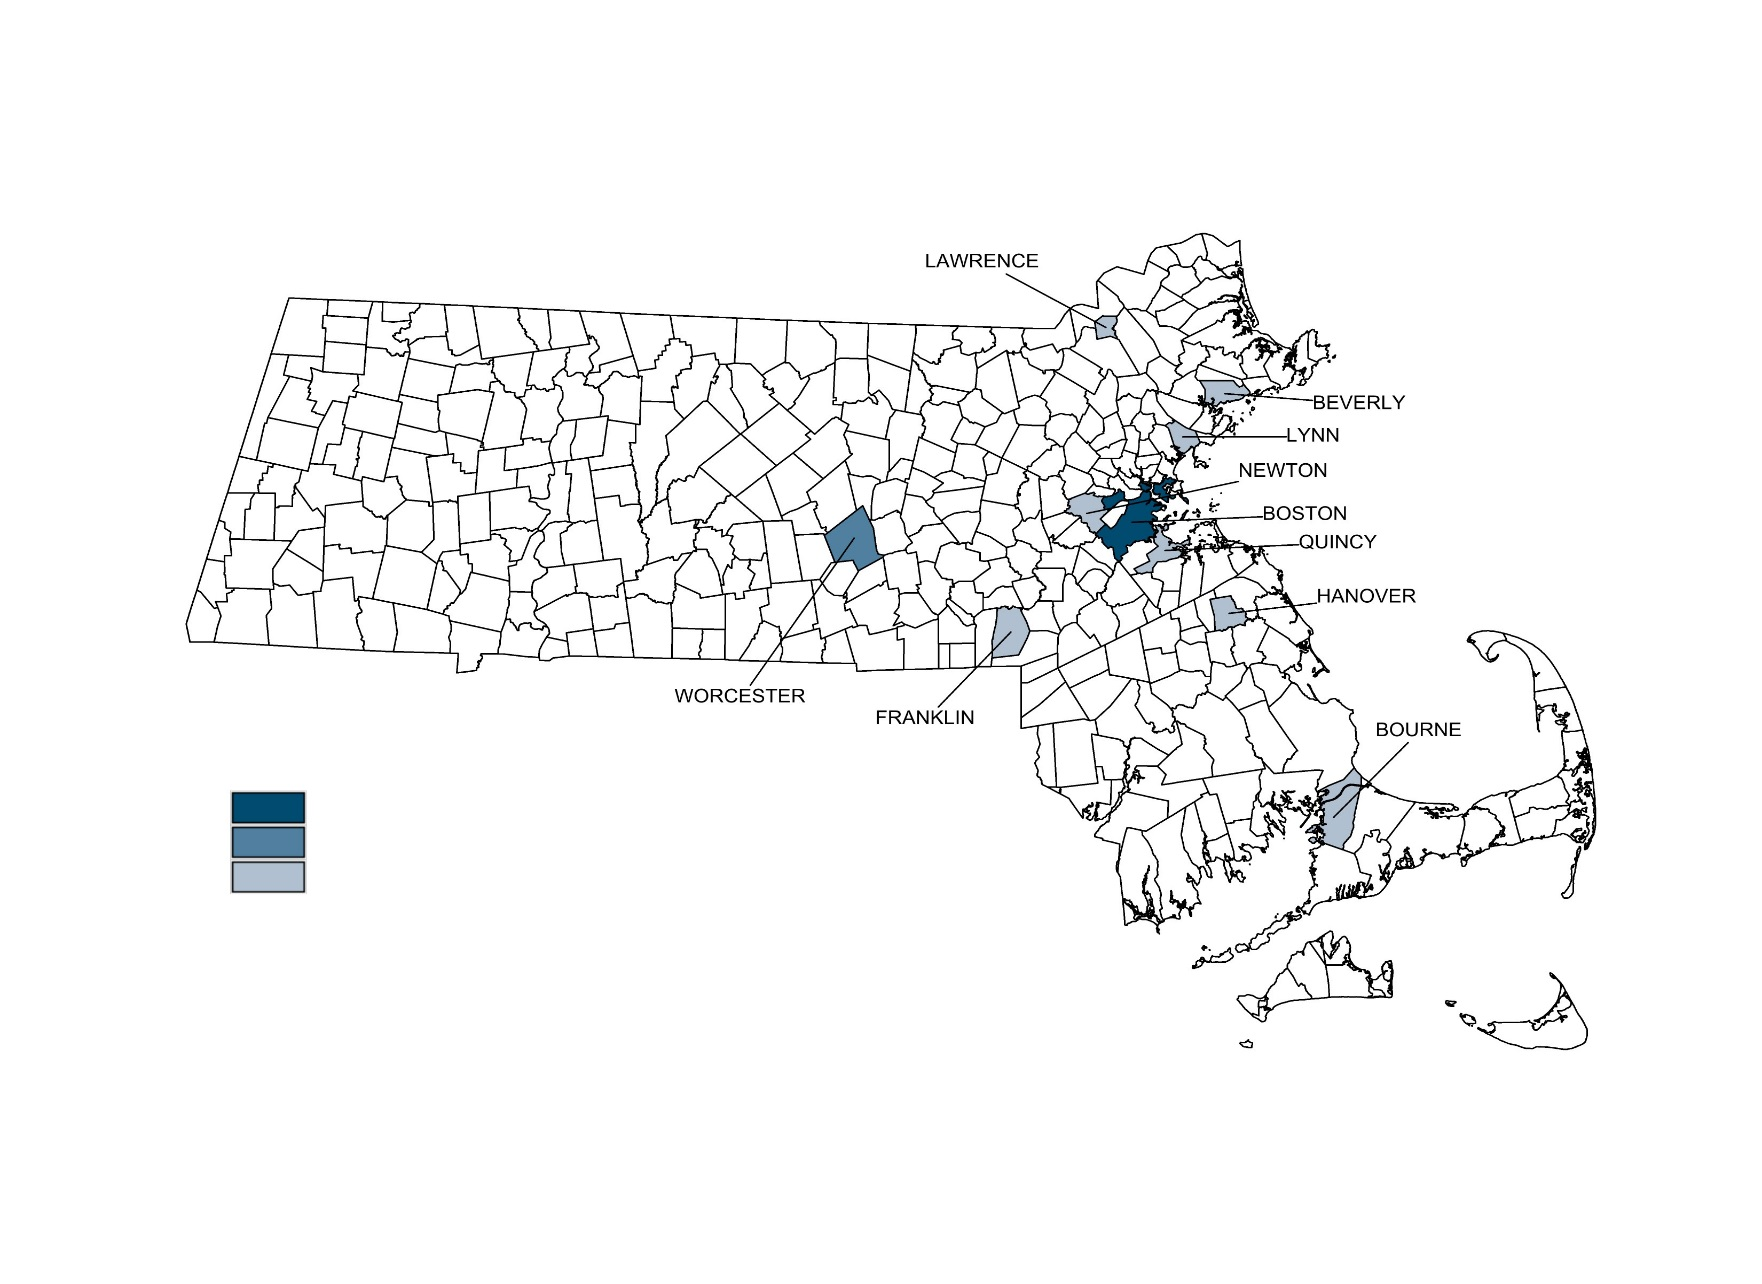 LAWRENCE
BEVERLY
LYNN
NEWTON
BOSTON
QUINCY
HANOVER
WORCESTER
FRANKLIN
BOURNE